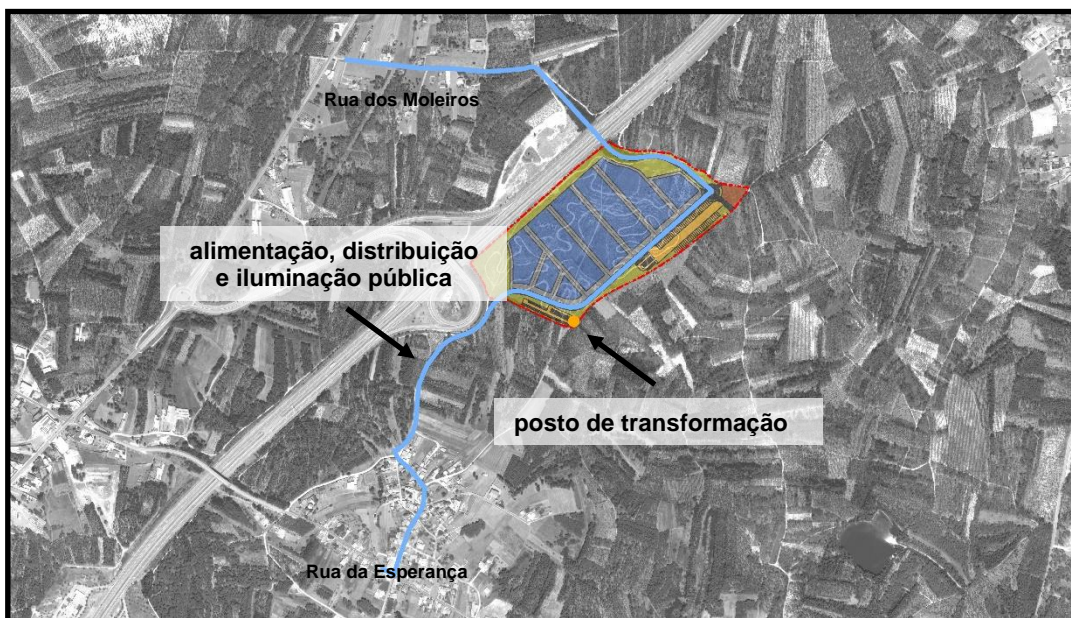 Rua dos Moleiros
alimentação, distribuição
e iluminação pública
posto de transformação
Rua da Esperança